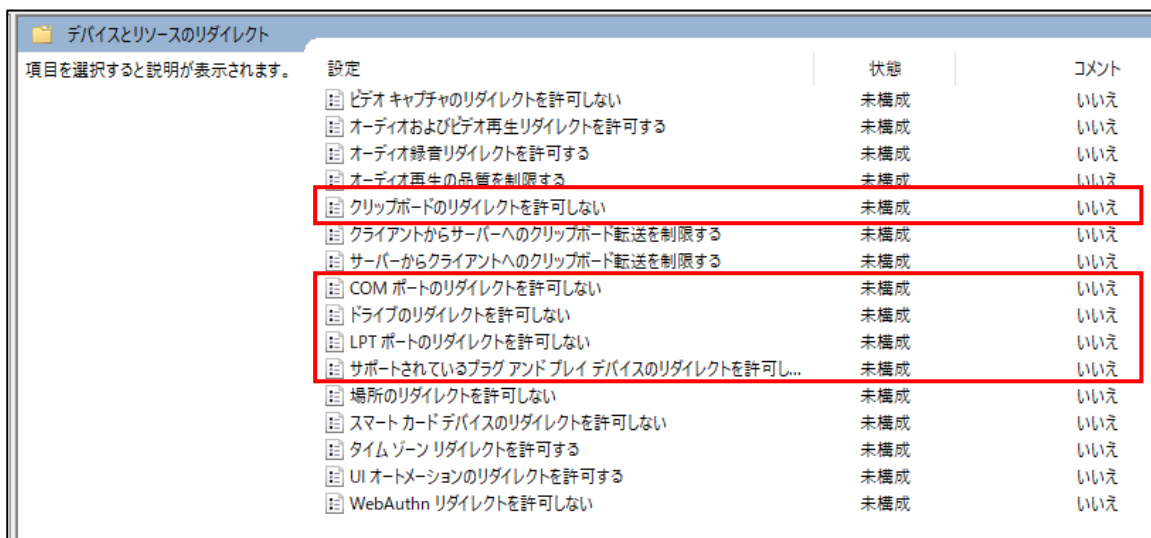 デバイスとリソースのリダイレクト
項目を選択すると説明が表示されます。
設定 状態 コメント
ビデオ キャプチャのリダイレクトを許可しない 未構成 いいえ
オーディオおよびビデオ再生リダイレクトを許可する 未構成 いいえ
オーディオ録音リダイレクトを許可する 未構成 いいえ
オーディオ再生の品質を制限する 未構成 いいえ
クリップボードのリダイレクトを許可しない 未構成 いいえ
クライアントからサーバーへのクリップボード転送を制限する 未構成 いいえ
サーバーからクライアントへのクリップボード転送を制限する 未構成 いいえ
COM ポートのリダイレクトを許可しない 未構成 いいえ
ドライブのリダイレクトを許可しない 未構成 いいえ
LPT ポートのリダイレクトを許可しない 未構成 いいえ
サポートされているプラグ アンド プレイ デバイスのリダイレクトを許可し... 未構成 いいえ
場所のリダイレクトを許可しない 未構成 いいえ
スマート カード デバイスのリダイレクトを許可しない 未構成 いいえ
タイム ゾーン リダイレクトを許可する 未構成 いいえ
UI オートメーションのリダイレクトを許可する 未構成 いいえ
WebAuthn リダイレクトを許可しない 未構成 いいえ